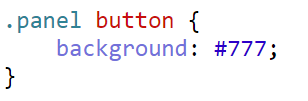 .panel button {
    background: #777;
}